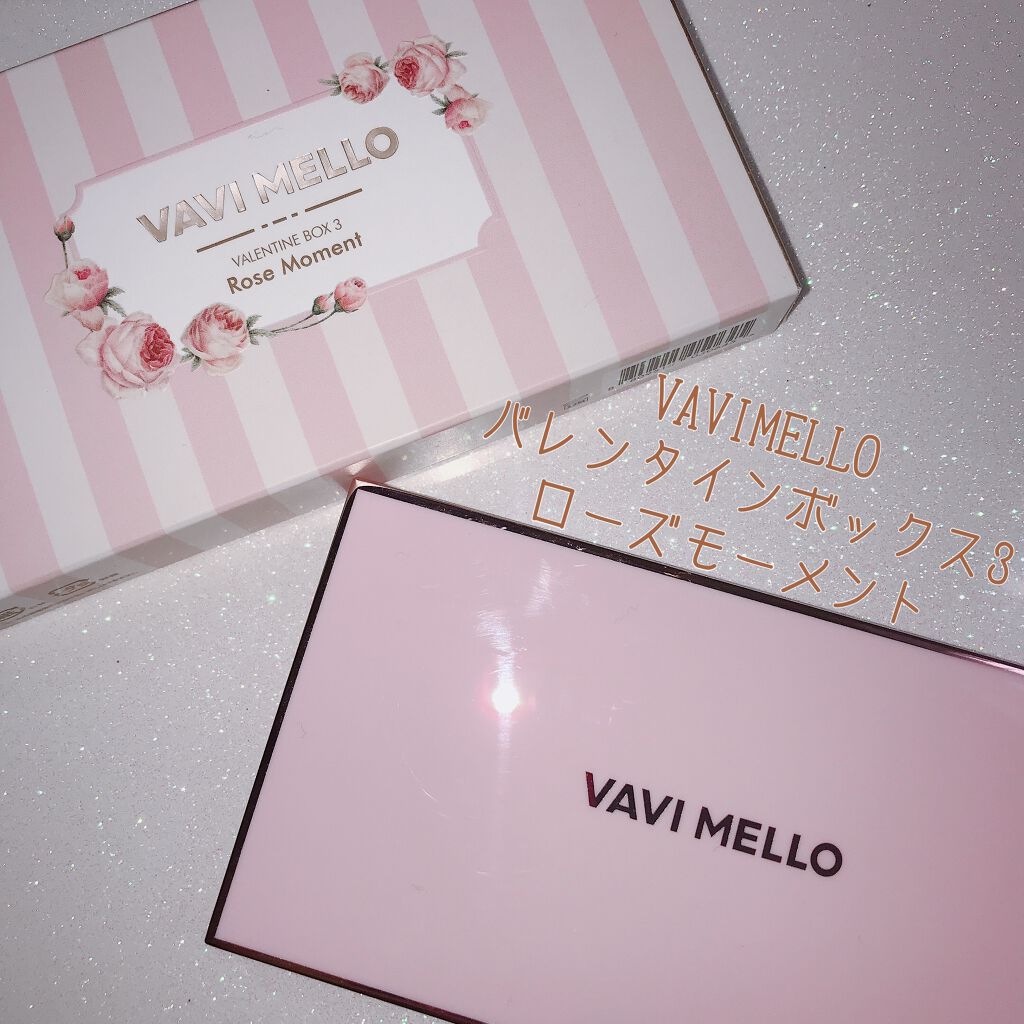 VAVI MELLO
VALENTINE BOX 3
Rose Moment
VAVIMELLO
バレンタインボックス3
ローズモーメント
VAVI MELLO